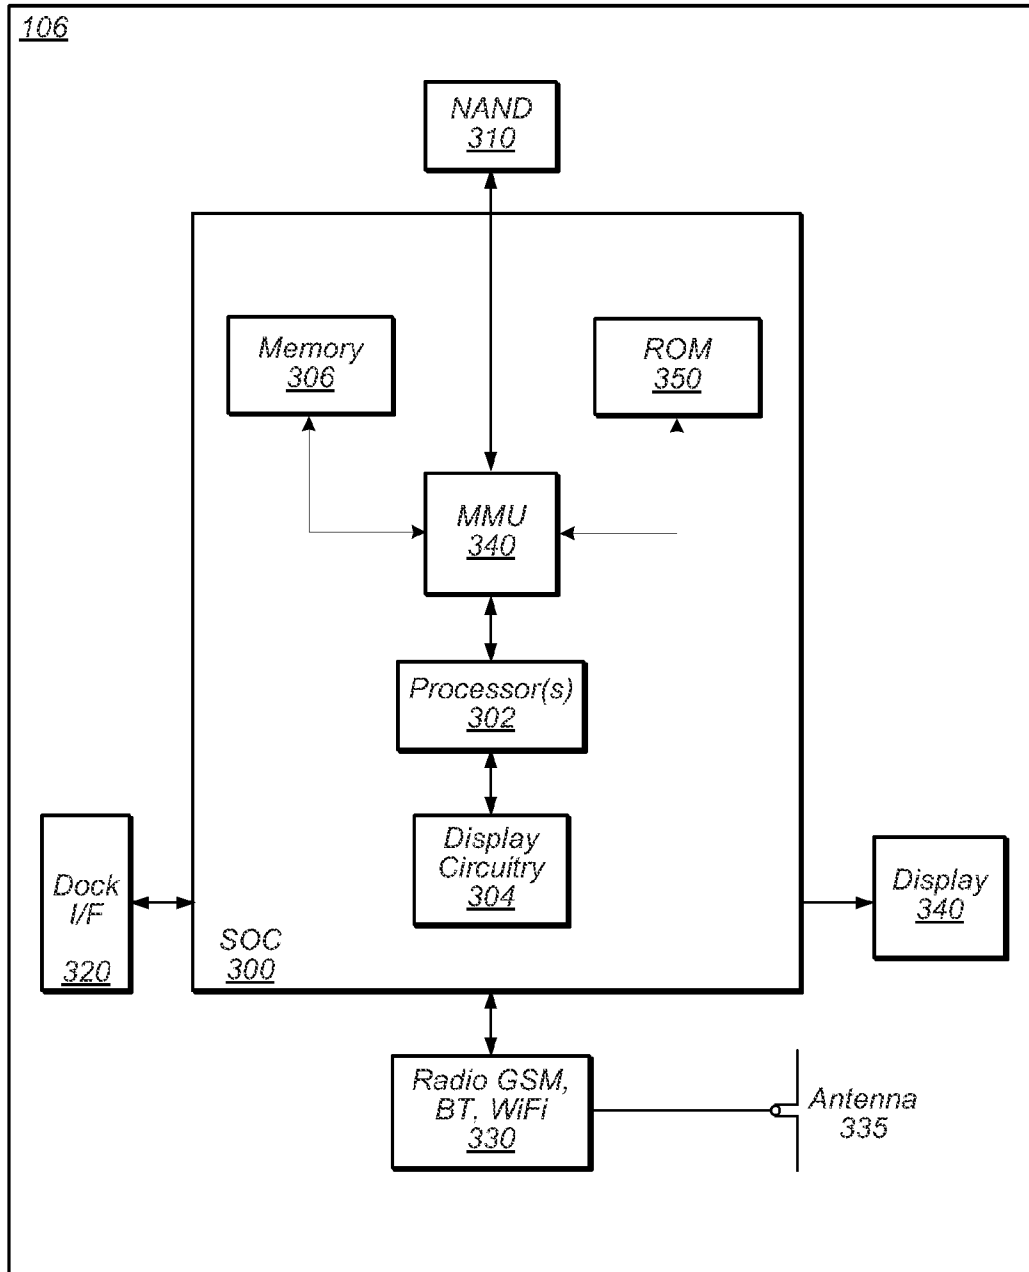 106
NAND
310
Memory
306
ROM
350
MMU
340
Processor(s)
302
Display
Circuitry
304
Dock
I/F
320
SOC
300
Display
340
Radio GSM,
BT, WiFi
330
Antenna
335